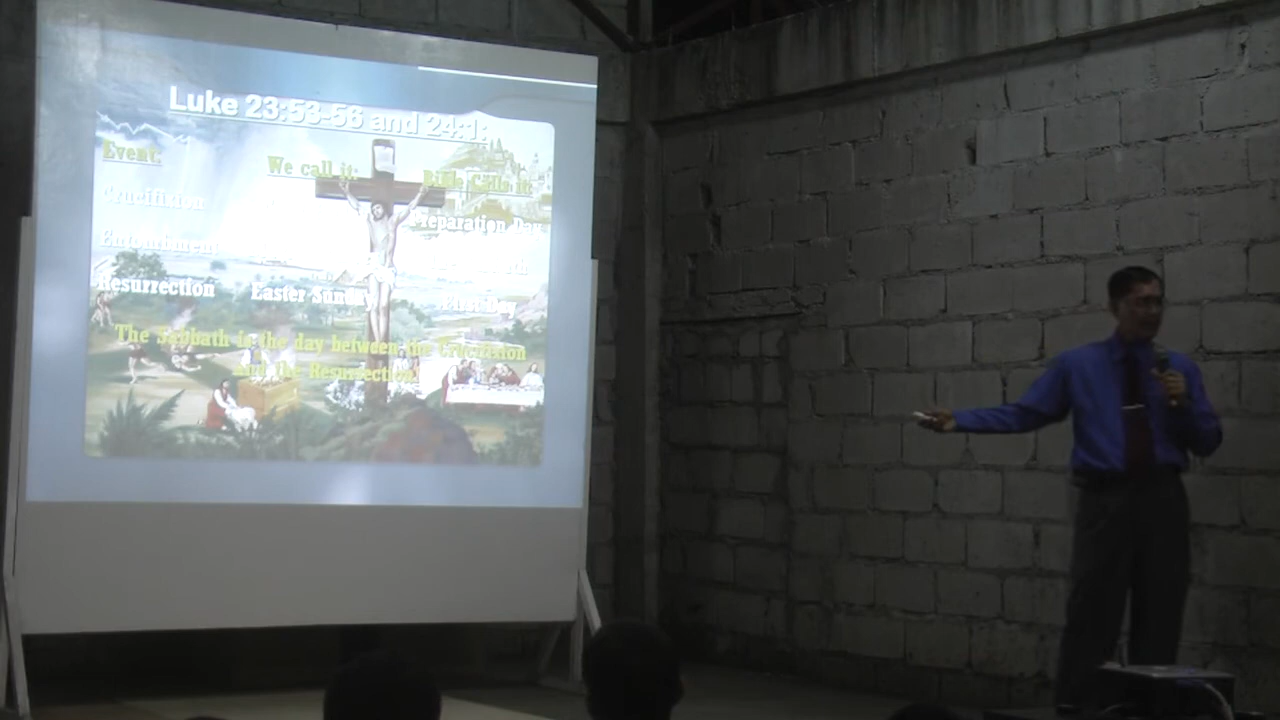 Luke 23:53-56 and 24:1:
Event: We call it: Bible Calls it:
Crucifixion Preparation Day
Entombment
Resurrection Easter Sunday
The Sabbath is the day between the Crucifixion
and the Resurrection!